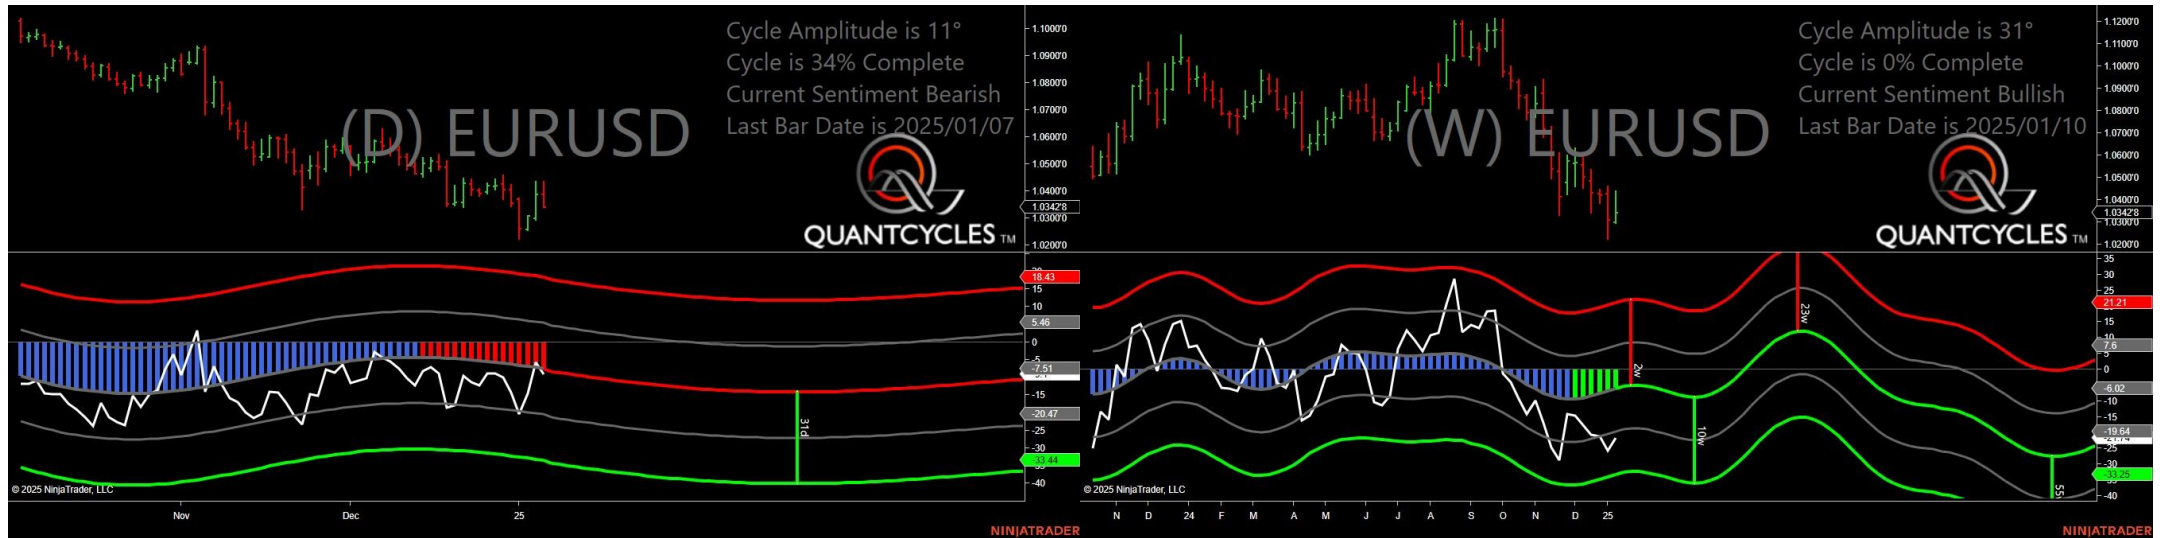 Cycle Amplitude is 11°
Cycle is 34% Complete
Current Sentiment Bearish
Last Bar Date is 2025/01/07
(D) EURUSD
QUANTCYCLES TM
1.1000'0
1.0900'0
1.0800'0
1.0700'0
1.0600'0
1.0500'0
1.0400'0
1.0342'8
1.0300'0
1.0200'0
18.43
15
10
5.46
0
-5
-7.51
-15
-20.47
-25
-30
-33.44
-40
31d
© 2025 NinjaTrader, LLC
Nov
Dec
25
NINJATRADER
Cycle Amplitude is 31°
Cycle is 0% Complete
Current Sentiment Bullish
Last Bar Date is 2025/01/10
(W) EURUSD
QUANTCYCLES TM
1.1200'0
1.1100'0
1.1000'0
1.0900'0
1.0800'0
1.0700'0
1.0600'0
1.0500'0
1.0400'0
1.0342'8
1.0300'0
1.0200'0
35
30
25
21.21
15
10
7.6
5
0
-6.02
-10
-15
-19.64
-25
-30
-33.25
-40
2w
10w
23w
© 2025 NinjaTrader, LLC
N
D
24
F
M
A
M
J
J
A
S
O
N
D
25
NINJATRADER